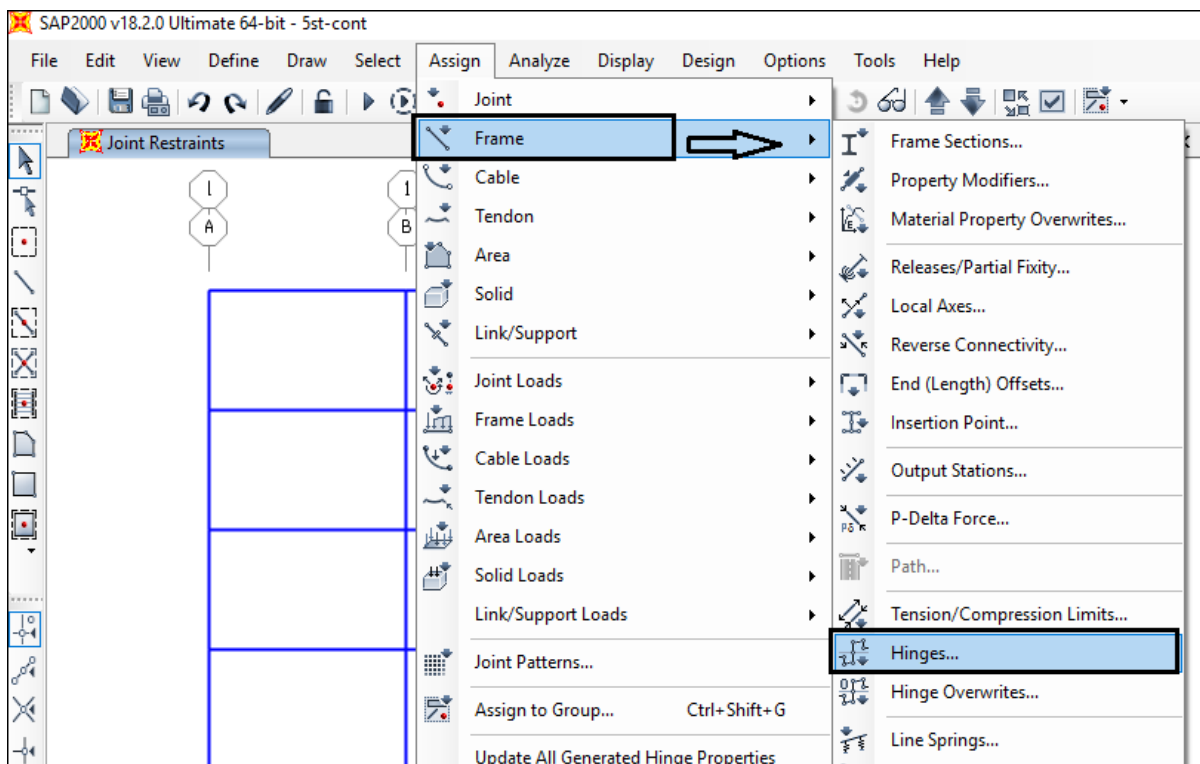 SAP2000 v18.2.0 Ultimate 64-bit - 5st-cont
File Edit View Define Draw Select Assign Analyze Display Design Options Tools Help
Joint Restraints
1
A
1
B
Joint
Frame
Cable
Tendon
Area
Solid
Link/Support
Joint Loads
Frame Loads
Cable Loads
Tendon Loads
Area Loads
Solid Loads
Link/Support Loads
Joint Patterns...
Assign to Group... Ctrl+Shift+G
Update All Generated Hinge Properties
Frame Sections...
Property Modifiers...
Material Property Overwrites...
Releases/Partial Fixity...
Local Axes...
Reverse Connectivity...
End (Length) Offsets...
Insertion Point...
Output Stations...
P-Delta Force...
Path...
Tension/Compression Limits...
Hinges...
Hinge Overwrites...
Line Springs...